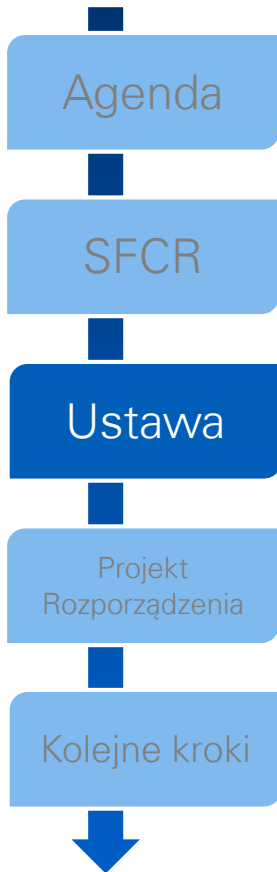 Agenda
SFCR
Ustawa
Projekt
Rozporządzenia
Kolejne kroki